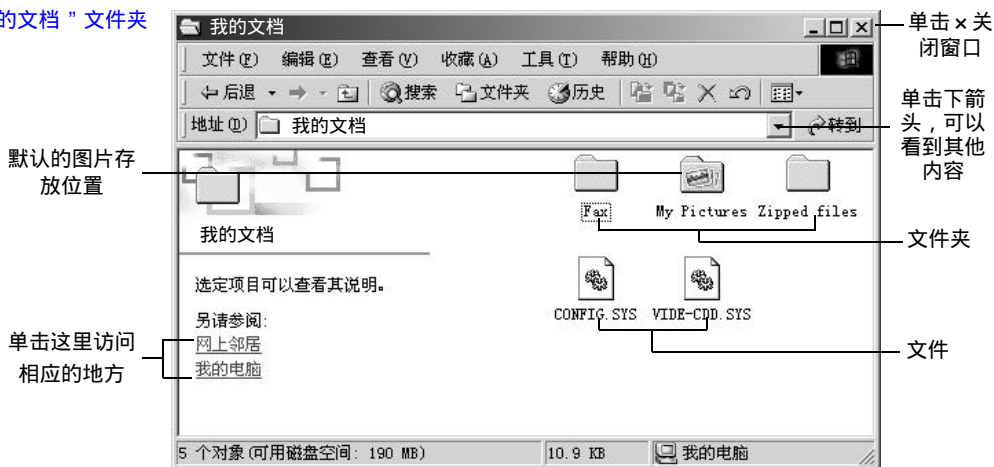 的文档 ” 文件夹
我的文档
单击 × 关
闭窗口
文件(F) 编辑(E) 查看(V) 收藏(A) 工具(T) 帮助(H)
后退 搜索 文件夹 历史
地址(D) 我的文档 转到
单击下箭
头，可以
看到其他
内容
默认的图片存
放位置
Fax My Pictures Zipped files
我的文档
文件夹
选定项目可以查看其说明。
另请参阅:
网上邻居
我的电脑
CONFIG.SYS VIDE-CDD.SYS
单击这里访问
相应的地方
文件
5 个对象(可用磁盘空间: 190 MB) 10.9 KB 我的电脑